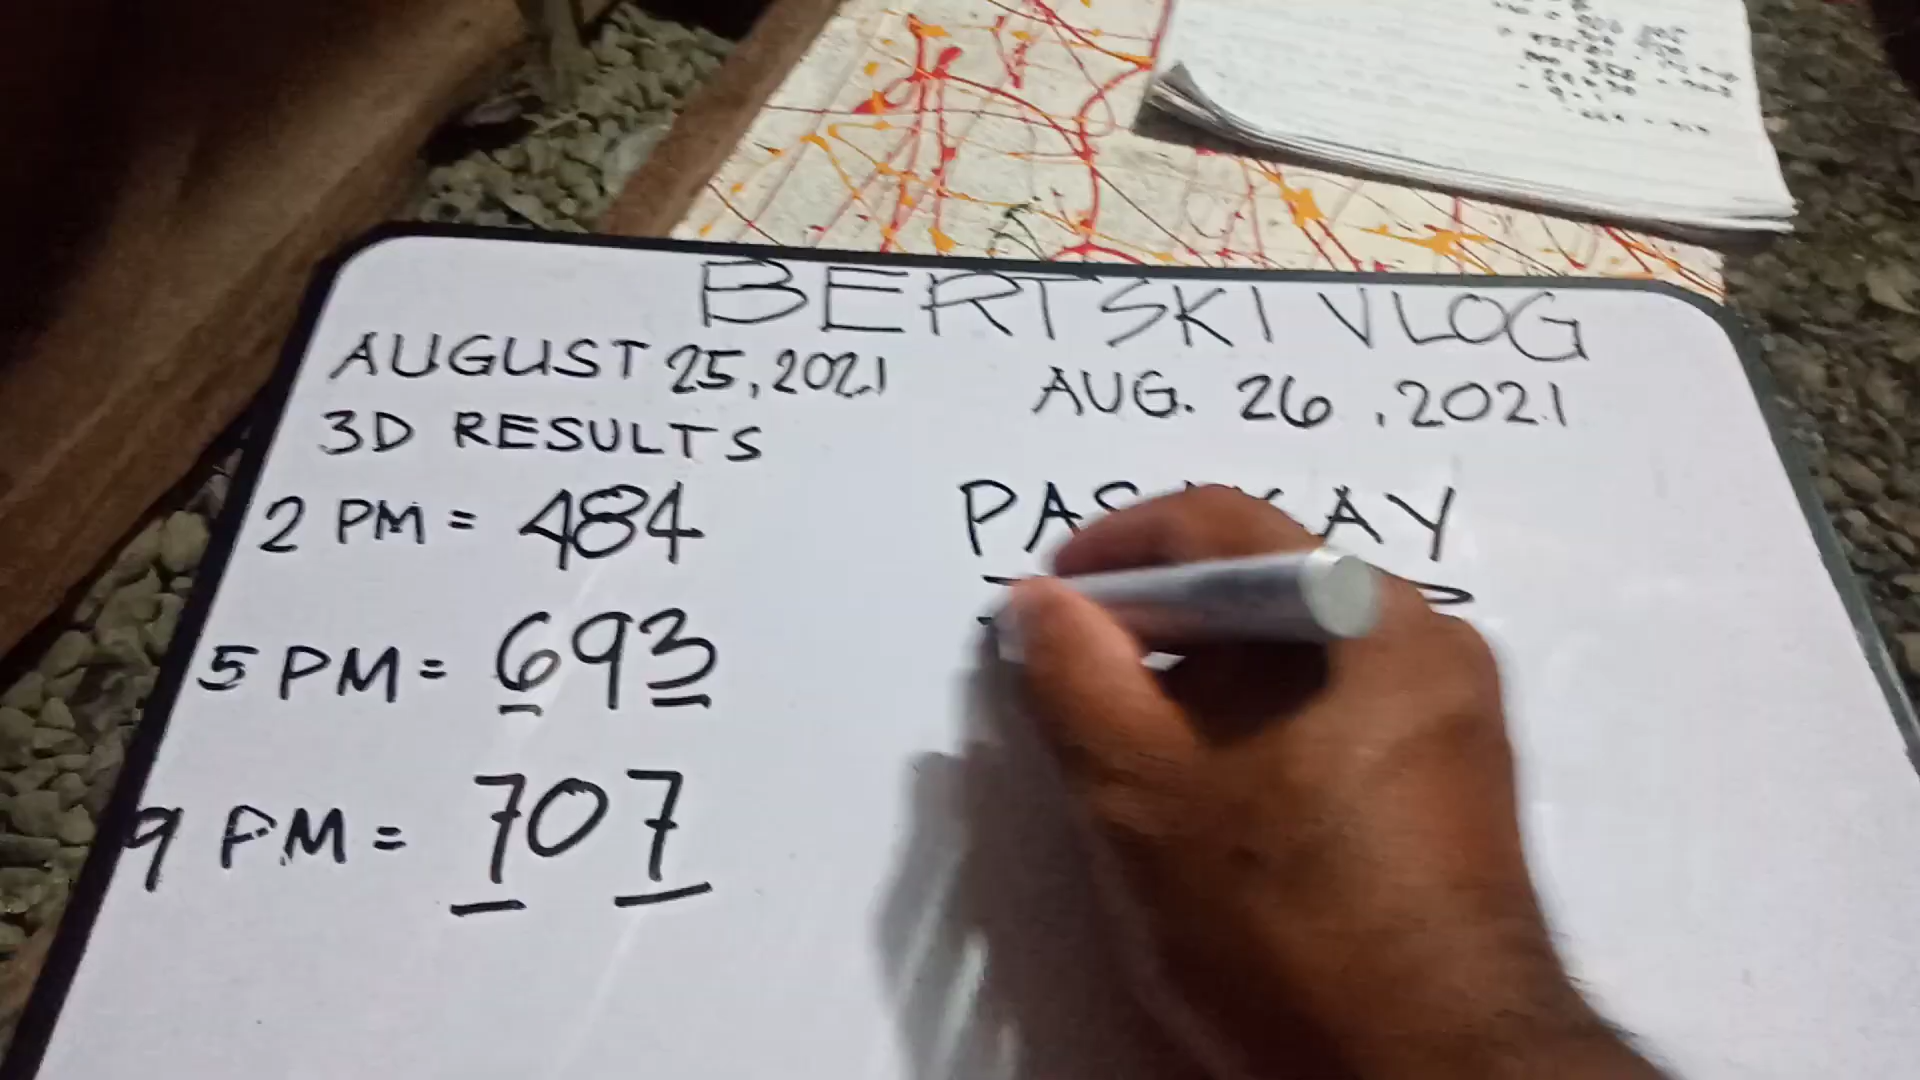 BERTSKI VLOG
AUGUST 25, 2021
3D RESULTS
2 PM = 484
5 PM = 693
9 PM = 707
AUG. 26, 2021